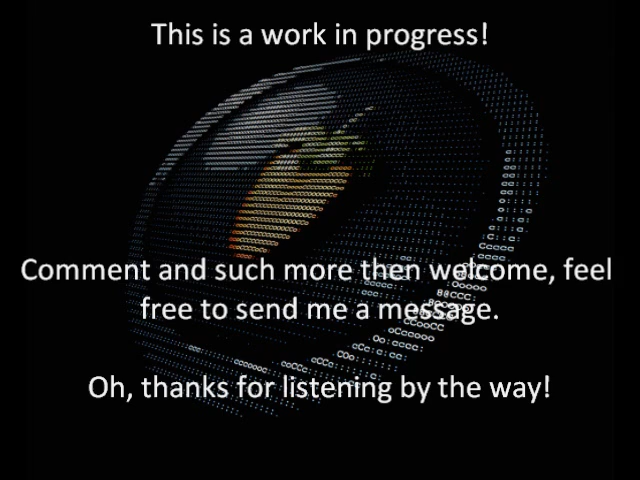 This is a work in progress!
Comment and such more then welcome, feel
free to send me a message.
Oh, thanks for listening by the way!